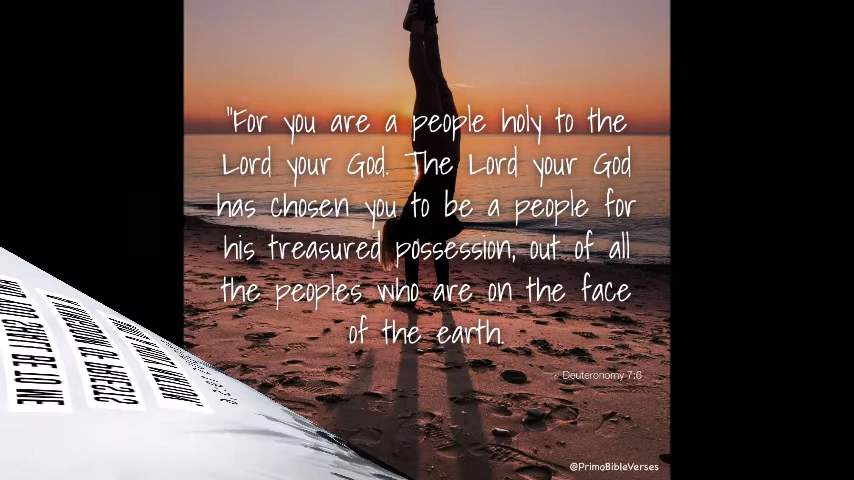 "For you are a people holy to the
Lord your God. The Lord your God
has chosen you to be a people for
his treasured possession, out of all
the peoples who are on the face
of the earth.
- Deuteronomy 7:6
@PrimoBibleVerses